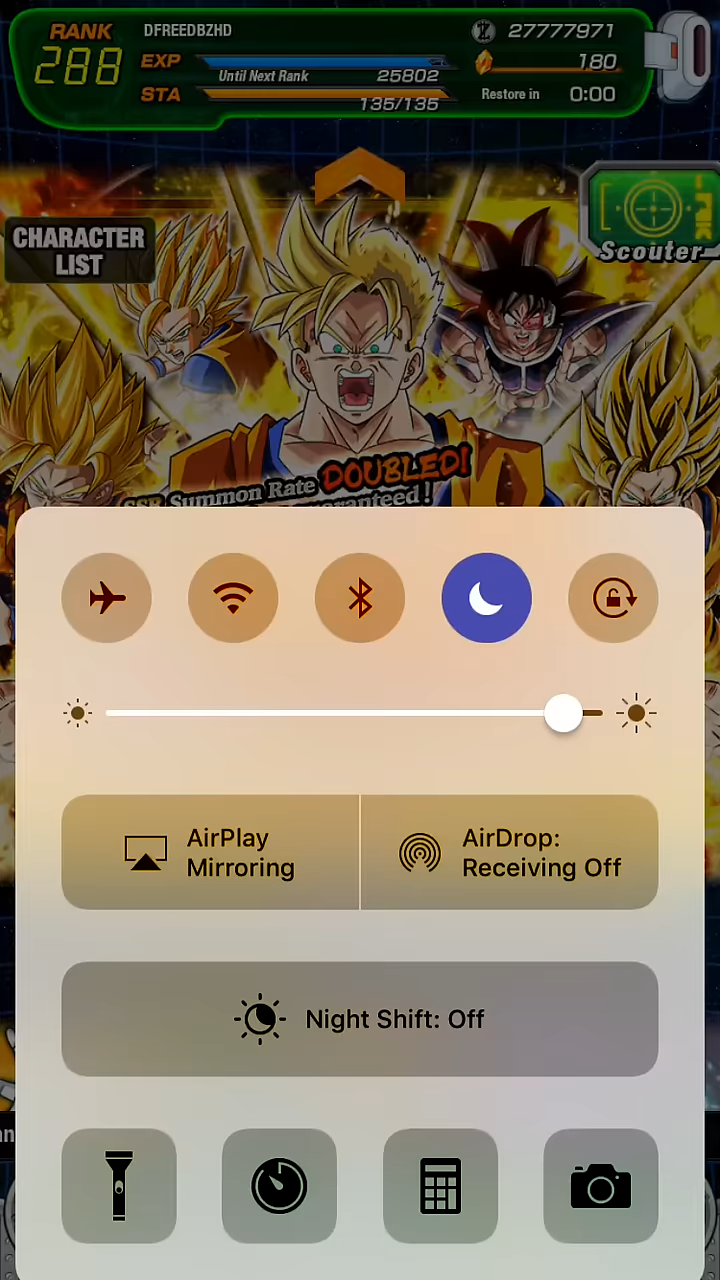 RANK
288
DFREEDBZHD
27777971
EXP
180
Until Next Rank 25802
STA
135/135
Restore in 0:00
CHARACTER
LIST
Scouter
SSR Summon Rate DOUBLED!
AirPlay
Mirroring
AirDrop:
Receiving Off
Night Shift: Off